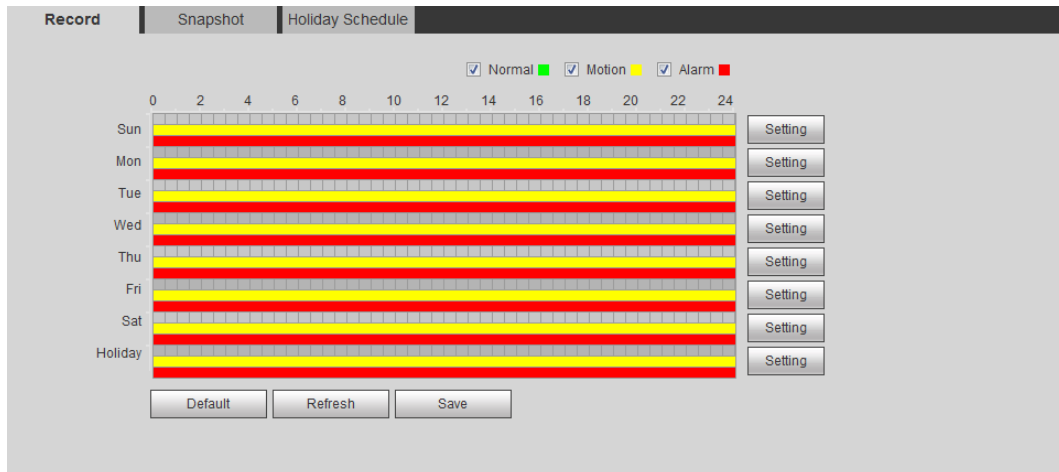 Record Snapshot Holiday Schedule
Normal Motion Alarm
0 2 4 6 8 10 12 14 16 18 20 22 24
Sun Setting
Mon Setting
Tue Setting
Wed Setting
Thu Setting
Fri Setting
Sat Setting
Holiday Setting
Default Refresh Save